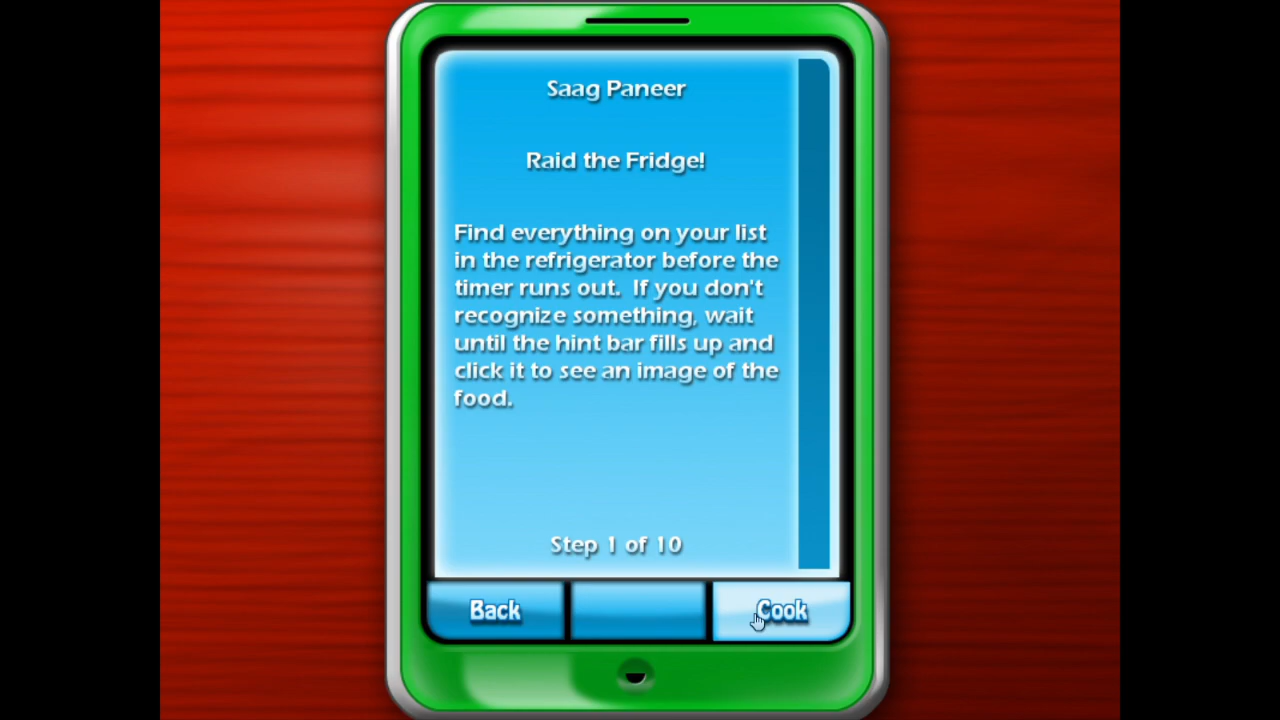 Saag Paneer
Raid the Fridge!
Find everything on your list
in the refrigerator before the
timer runs out.  If you don't
recognize something, wait
until the hint bar fills up and
click it to see an image of the
food.
Step 1 of 10
Back
Cook